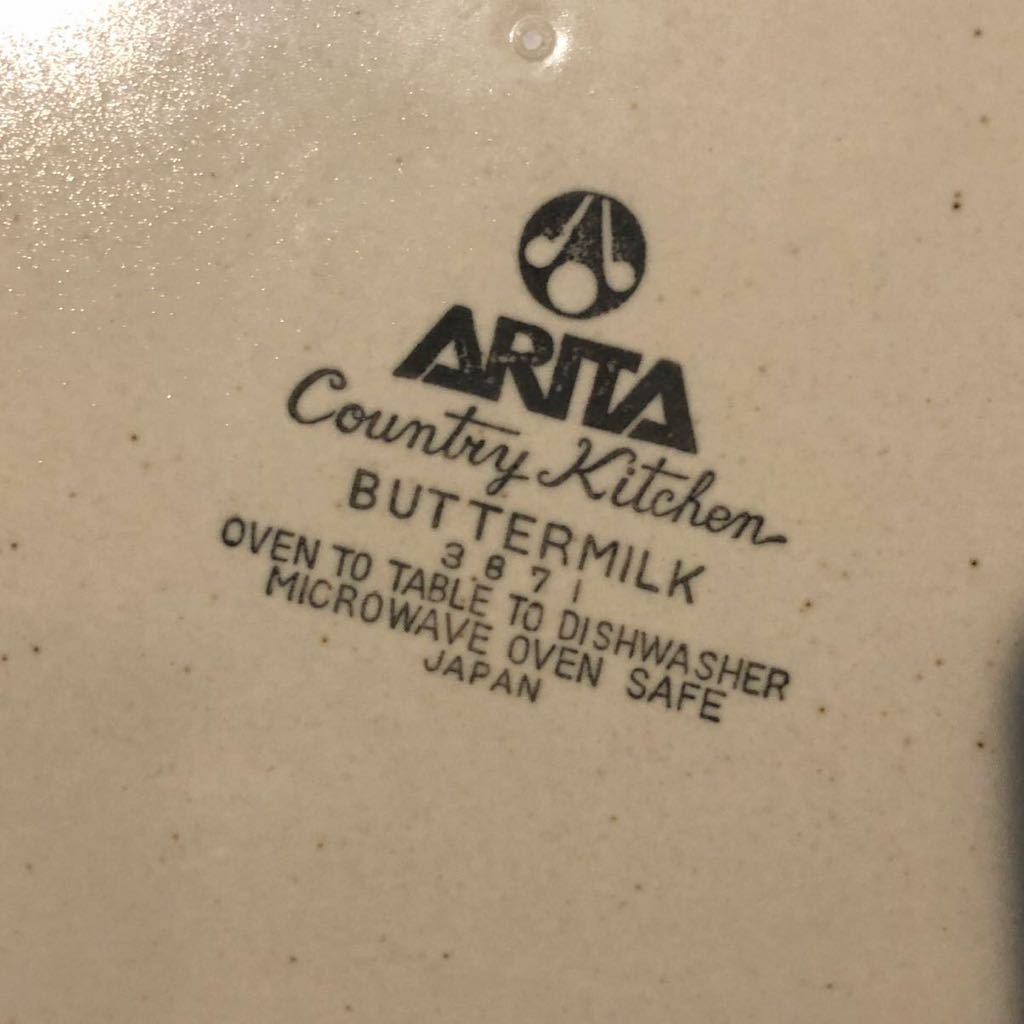 ARITA
Country Kitchen
BUTTERMILK
3871
OVEN TO TABLE TO DISHWASHER
MICROWAVE OVEN SAFE
JAPAN